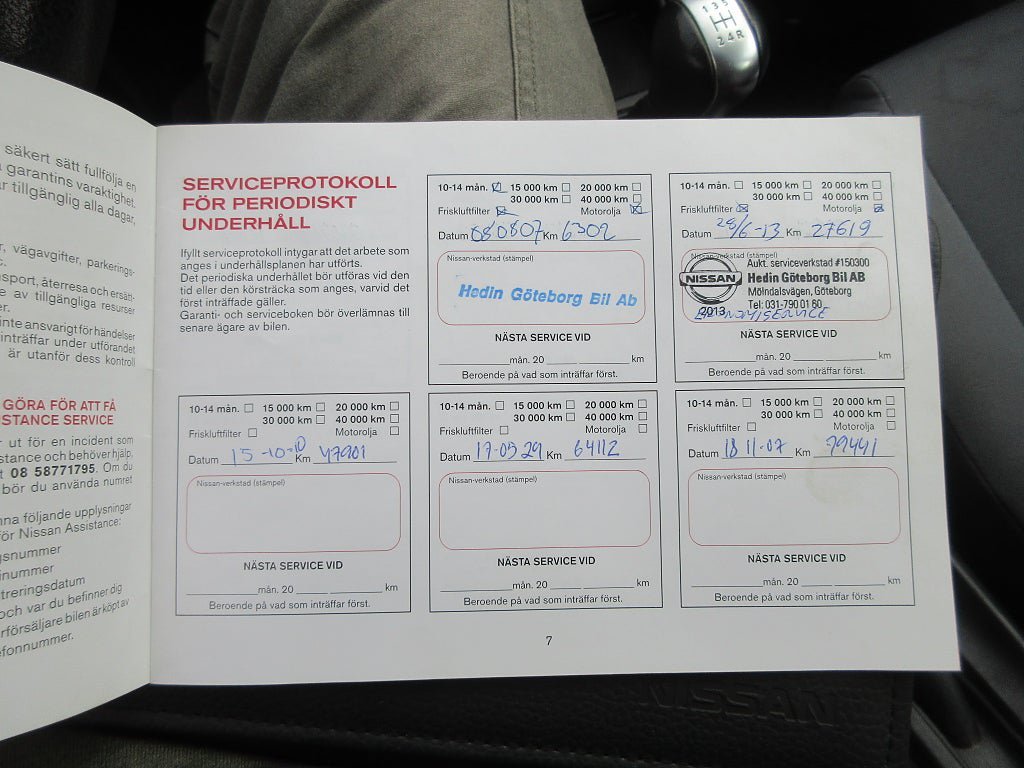 säkert sätt fullfölja en
garantins varaktighet.
tillgänglig alla dagar,
vägavgifter, parkerings-
c.
sport, återresa och ersätt-
e av tillgängliga resurser
er.
inte ansvarigt för händelser
inträffar under utförandet
är utanför dess kontroll
GÖRA FÖR ATT FÅ
ISTANCE SERVICE
r ut för en incident som
stance och behöver hjälp,
t 08 58771795. Om du
bör du använda numret
na följande upplysningar
för Nissan Assistance:
gsnummer
inummer
treringsdatum
och var du befinner dig
rförsäljare bilen är köpt av
efonnummer.
SERVICEPROTOKOLL
FÖR PERIODISKT
UNDERHÅLL
Ifyllt serviceprotokoll intygar att det arbete som
anges i underhållsplanen har utförts.
Det periodiska underhållet bör utföras vid den
tid eller den körsträcka som anges, varvid det
först inträffade gäller.
Garanti- och serviceboken bör överlämnas till
senare ägare av bilen.
10-14 mån. 15 000 km 20 000 km
30 000 km 40 000 km
Friskluftfilter Motorolja
Datum 080807 Km 6302
Nissan-verkstad (stämpel)
Hedin Göteborg Bil Ab
NÄSTA SERVICE VID
mån. 20 km
Beroende på vad som inträffar först.
10-14 mån. 15 000 km 20 000 km
30 000 km 40 000 km
Friskluftfilter Motorolja
Datum 20/6-13 Km 27619
Nissan-verkstad (stämpel)
Aukt. serviceverkstad #150300
NISSAN Hedin Göteborg Bil AB
Mölndalsvägen, Göteborg
Tel: 031-790 01 60
2013
NÄSTA SERVICE VID
mån. 20 km
Beroende på vad som inträffar först.
10-14 mån. 15 000 km 20 000 km
30 000 km 40 000 km
Friskluftfilter Motorolja
Datum 15-10-10 Km 47901
Nissan-verkstad (stämpel)
NÄSTA SERVICE VID
mån. 20 km
Beroende på vad som inträffar först.
10-14 mån. 15 000 km 20 000 km
30 000 km 40 000 km
Friskluftfilter Motorolja
Datum 17-05 29 Km 64112
Nissan-verkstad (stämpel)
NÄSTA SERVICE VID
mån. 20 km
Beroende på vad som inträffar först.
10-14 mån. 15 000 km 20 000 km
30 000 km 40 000 km
Friskluftfilter Motorolja
Datum 18 11-07 Km 79441
Nissan-verkstad (stämpel)
NÄSTA SERVICE VID
mån. 20 km
Beroende på vad som inträffar först.
7
NISSAN
1 3 5
2 4 R